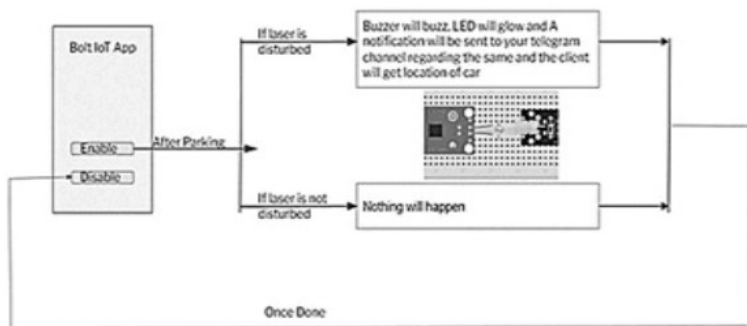 Bolt IoT App
Enable
Disable
After Parking
If laser is
disturbed
Buzzer will buzz, LED will glow and A
notification will be sent to your telegram
channel regarding the same and the client
will get location of car
If laser is not
disturbed
Nothing will happen
Once Done